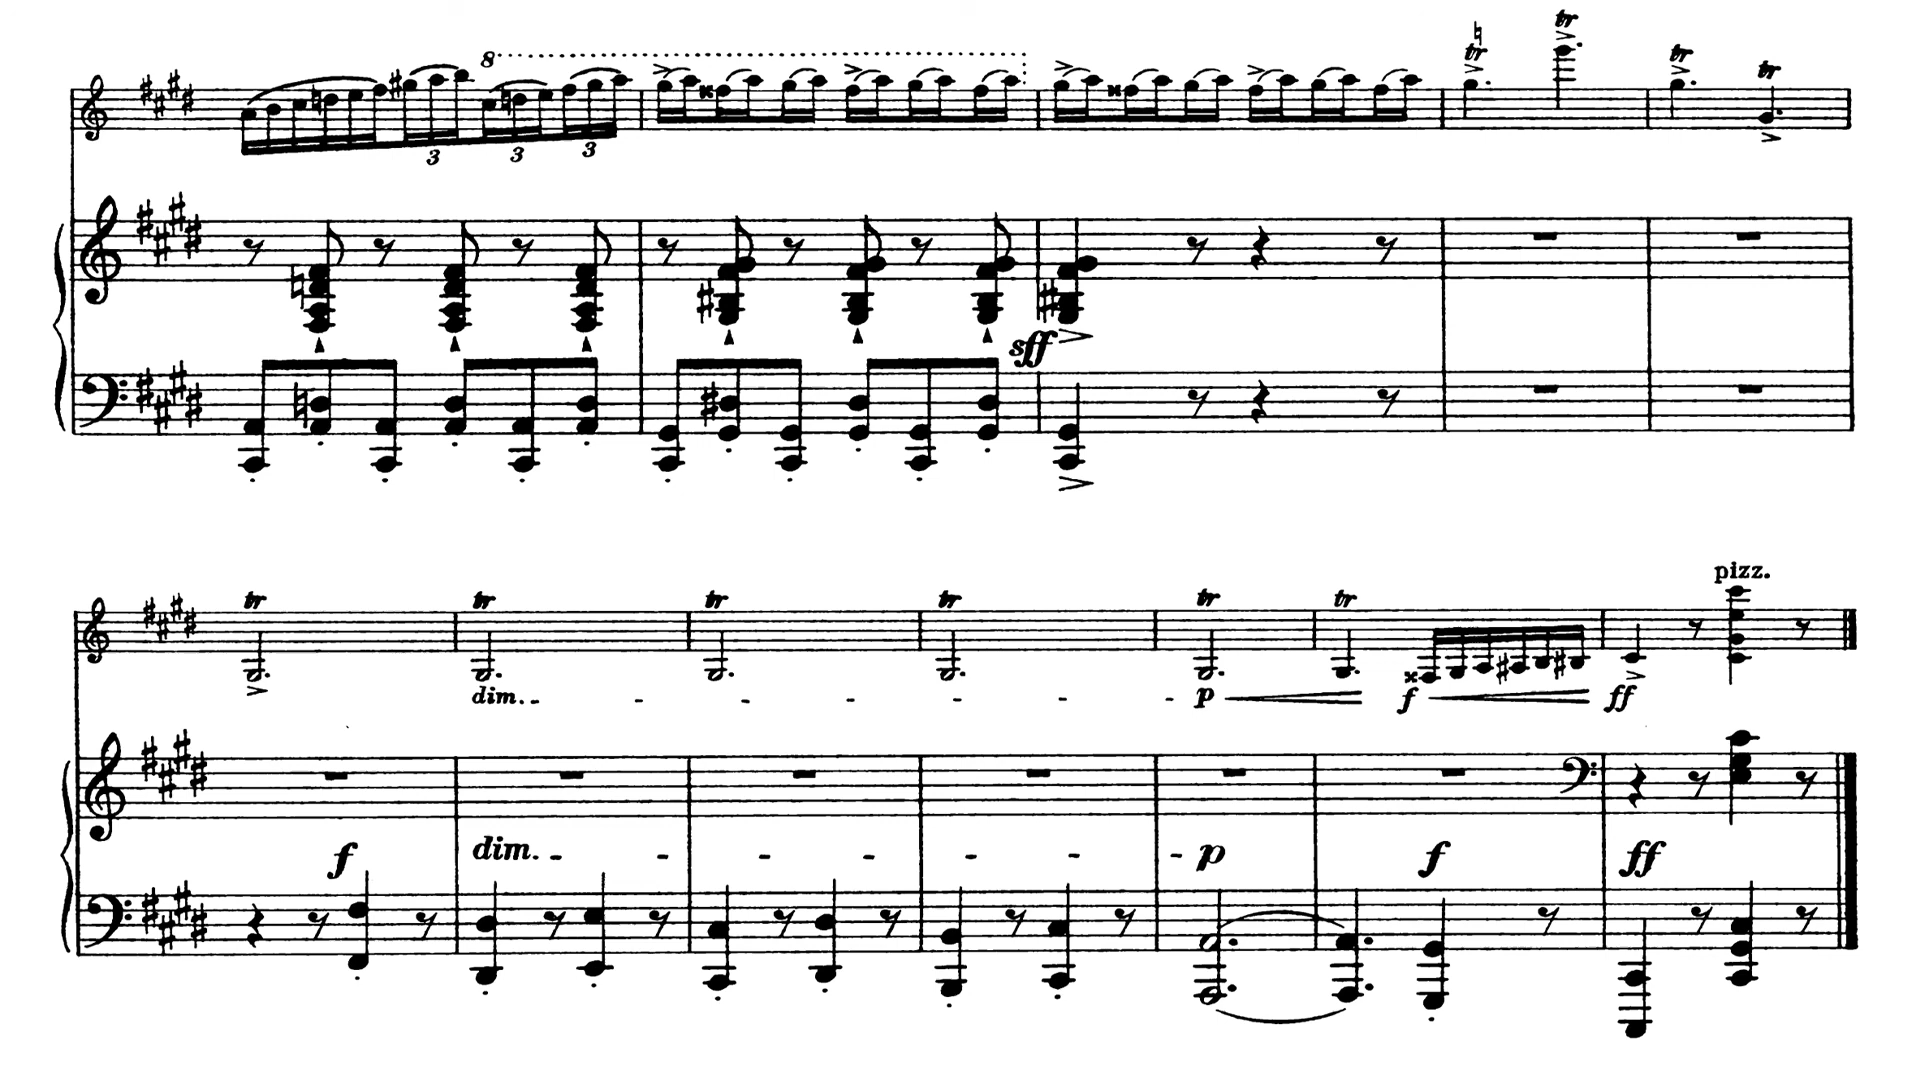 tr tr
8 tr tr
3 3 3
sff
pizz.
tr tr tr tr tr tr
dim. p f ff
f dim. p f ff